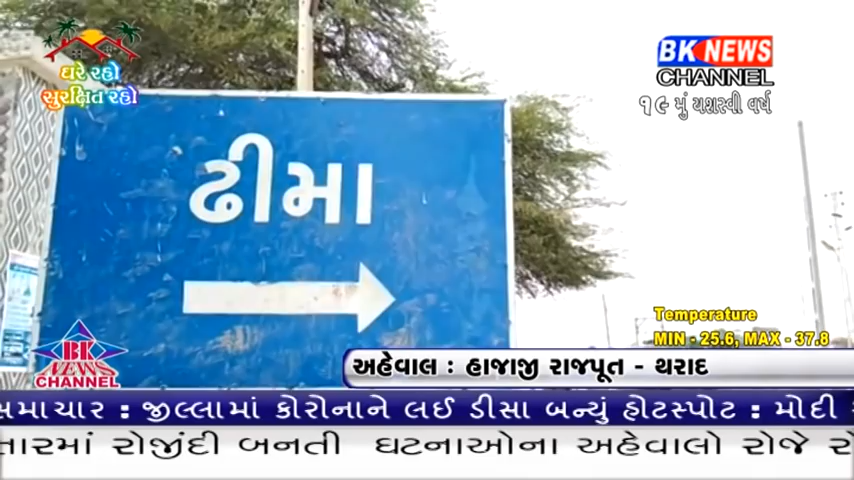 ઘરે રહો
સુરક્ષિત રહો
BK NEWS
CHANNEL
૧૯ મું યશસ્વી વર્ષ
ઢીમા
Temperature
MIN - 25.6, MAX - 37.8
BK
NEWS
CHANNEL
અહેવાલ : હાજાજી રાજપૂત - થરાદ
સમાચાર : જીલ્લામાં કોરોનાને લઈ ડીસા બન્યું હોટસ્પોટ : મોદી
તારમાં રોજીંદી બનતી ઘટનાઓના અહેવાલો રોજે